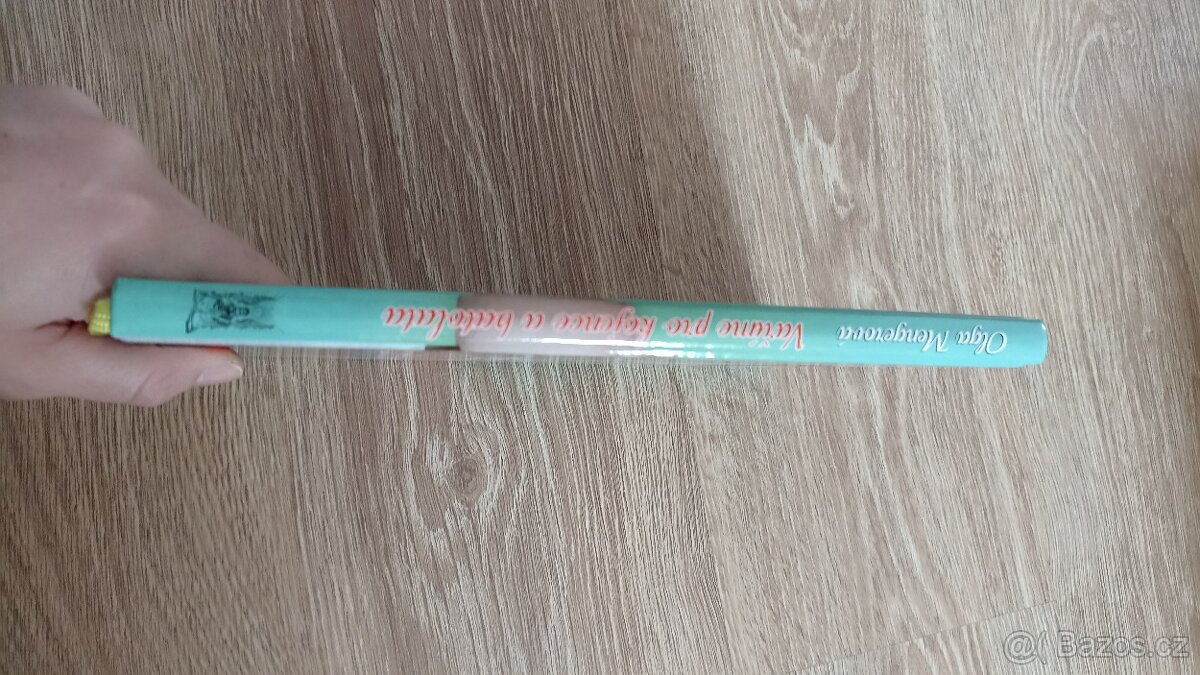 Olga Mengerová
Vaříme pro kojence a batolata
@( Bazos.cz